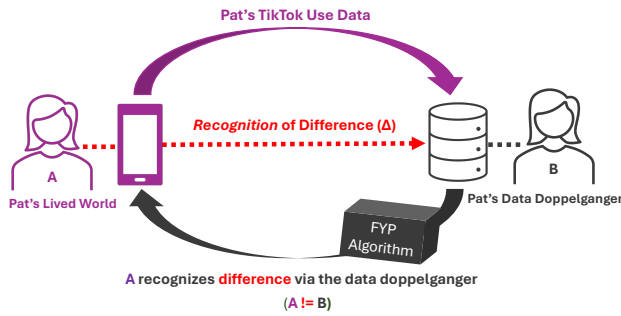 Pat's TikTok Use Data
Recognition of Difference (Δ)
A
B
Pat's Lived World
Pat's Data Doppelganger
FYP
Algorithm
A recognizes difference via the data doppelganger
(A != B)